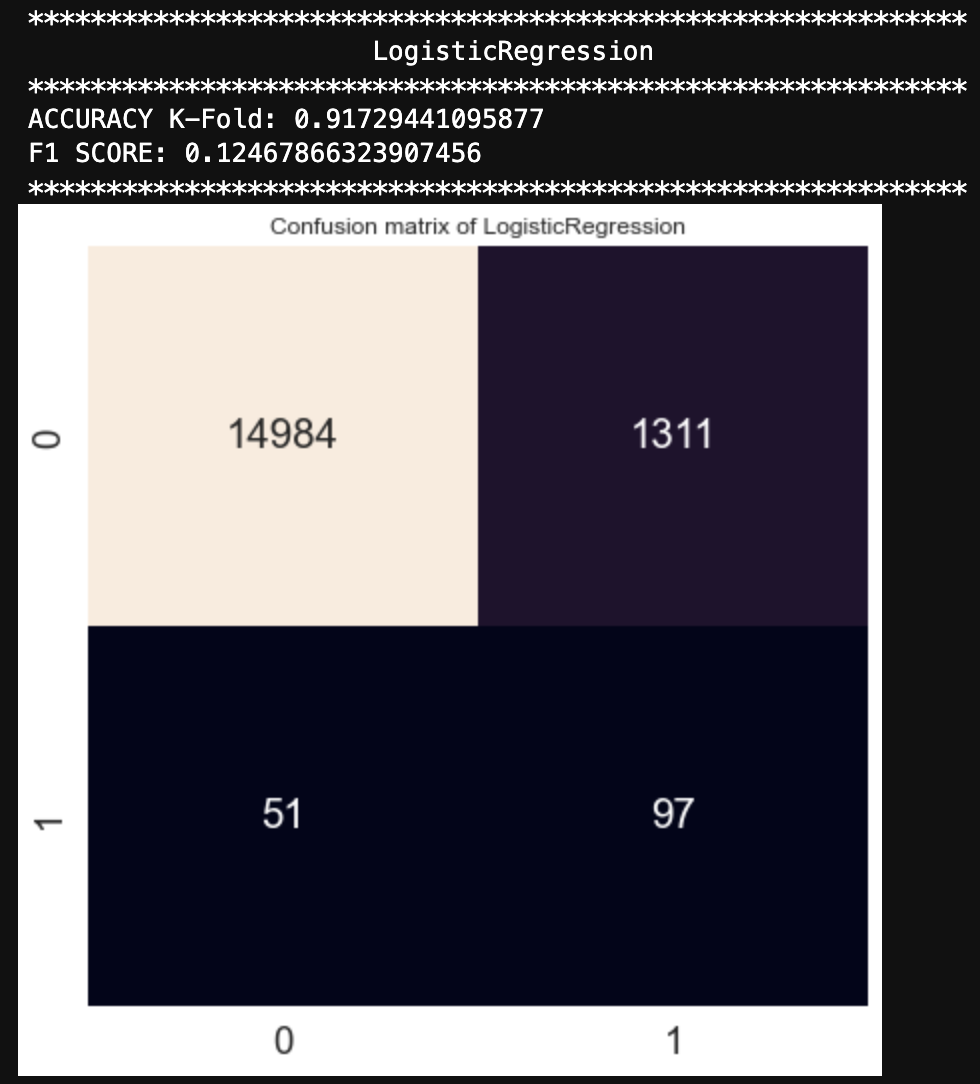 ************************************************************
LogisticRegression
************************************************************
ACCURACY K-Fold: 0.91729441095877
F1 SCORE: 0.12467866323907456
************************************************************
Confusion matrix of LogisticRegression
0
14984
1311
1
51
97
0
1